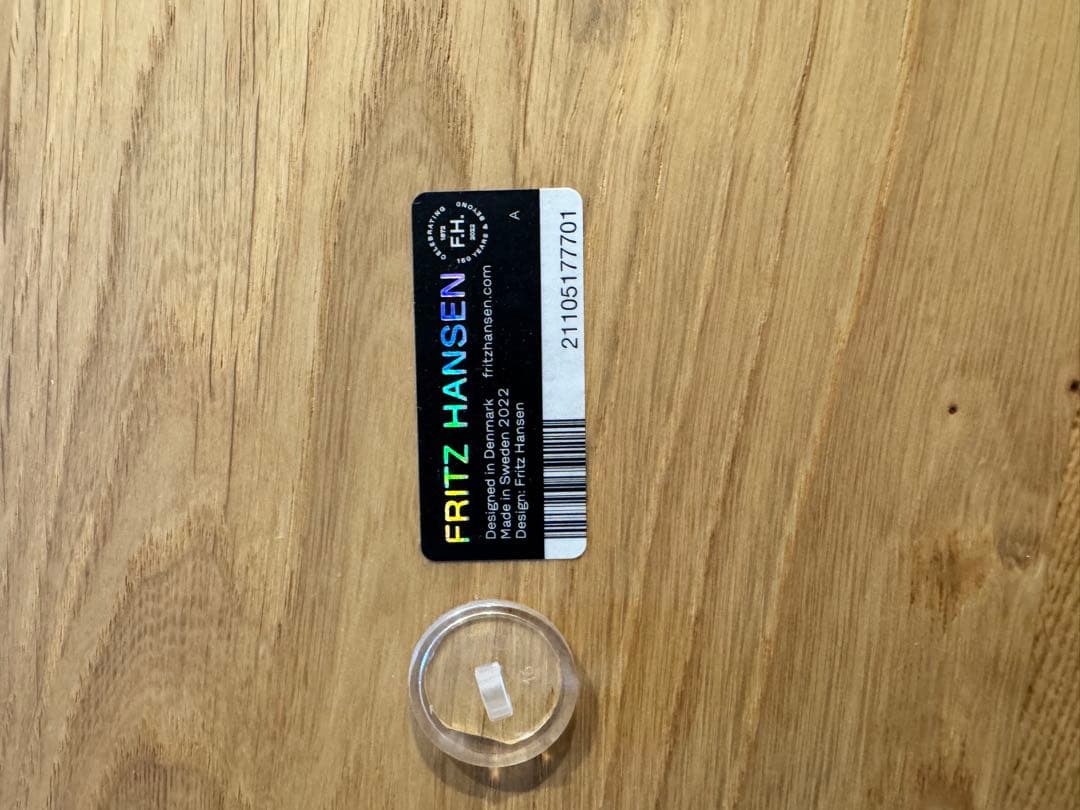 FRITZ HANSEN
CELEBRATING
1872
F.H.
2022
150 YEARS & BEYOND
Designed in Denmark fritzhansen.com
Made in Sweden 2022
Design: Fritz Hansen A
21105177701